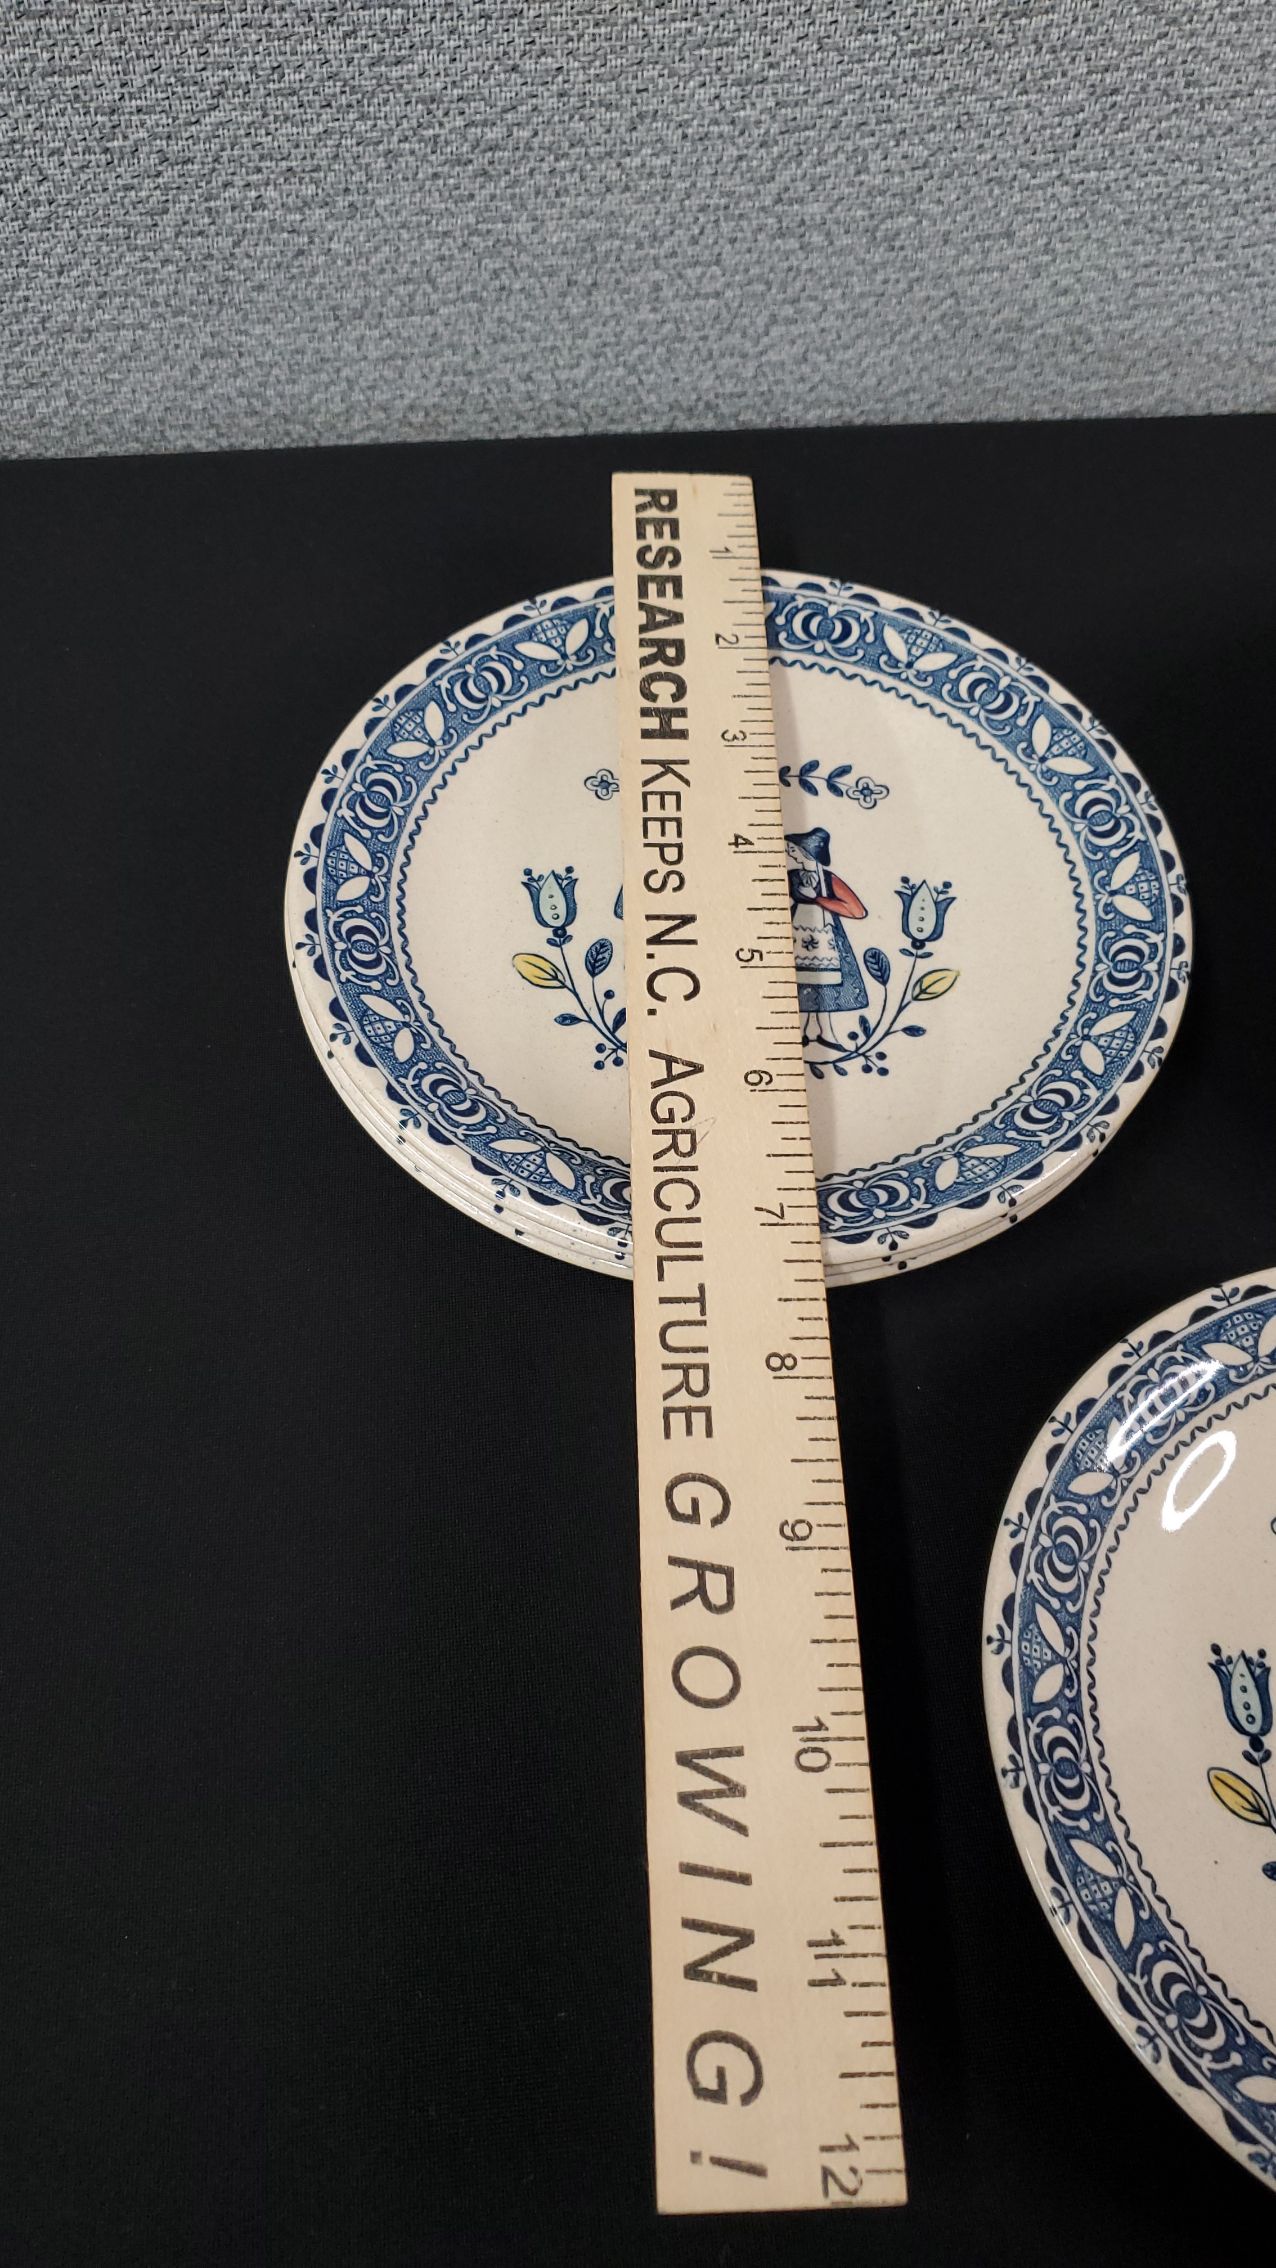 RESEARCH KEEPS N.C. AGRICULTURE GROWING!
1 2 3 4 5 6 7 8 9 10 11 12